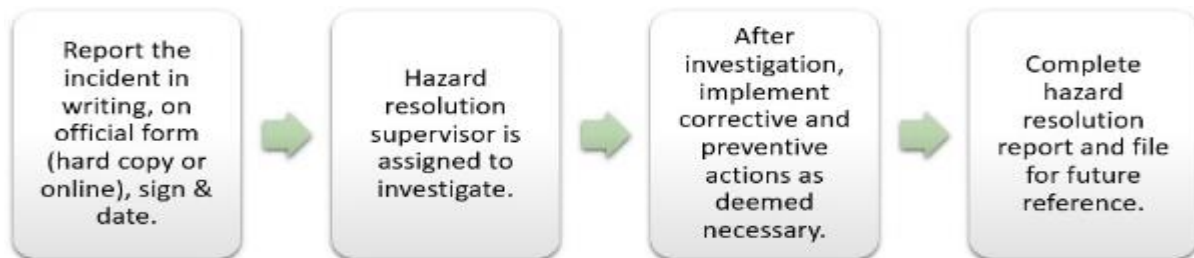 Report the
incident in
writing, on
official form
(hard copy or
online), sign &
date.
Hazard
resolution
supervisor is
assigned to
investigate.
After
investigation,
implement
corrective and
preventive
actions as
deemed
necessary.
Complete
hazard
resolution
report and file
for future
reference.